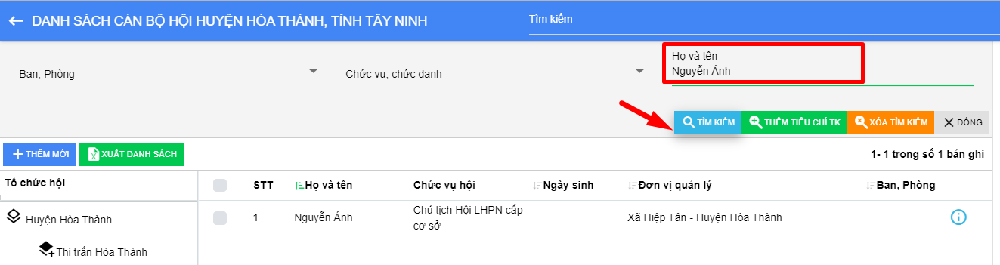 DANH SÁCH CÁN BỘ HỘI HUYỆN HÒA THÀNH, TỈNH TÂY NINH
Tìm kiếm
Họ và tên
Ban, Phòng
Chức vụ, chức danh
Nguyễn Ánh
TÌM KIẾM
THÊM TIÊU CHÍ TK
XÓA TÌM KIẾM
ĐÓNG
THÊM MỚI
XUẤT DANH SÁCH
1- 1 trong số 1 bản ghi
Tổ chức hội
STT
Họ và tên
Chức vụ hội
Ngày sinh
Đơn vị quản lý
Ban, Phòng
Huyện Hòa Thành
1
Nguyễn Ánh
Chủ tịch Hội LHPN cấp
cơ sở
Xã Hiệp Tân - Huyện Hòa Thành
Thị trấn Hòa Thành